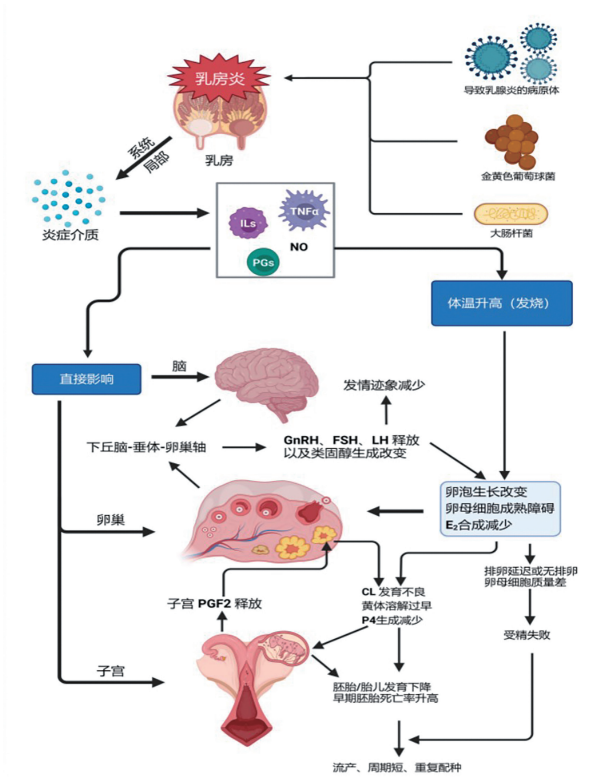 乳房炎
导致乳腺炎的病原体
乳房
系统
局部
金黄色葡萄球菌
大肠杆菌
炎症介质
ILs
TNFα
NO
PGs
体温升高（发烧）
直接影响
脑
发情迹象减少
下丘脑-垂体-卵巢轴
GnRH、FSH、LH 释放
以及类固醇生成改变
卵泡生长改变
卵母细胞成熟障碍
E₂合成减少
卵巢
排卵延迟或无排卵
卵母细胞质量差
子宫 PGF2 释放
CL 发育不良
黄体溶解过早
P4生成减少
受精失败
子宫
胚胎/胎儿发育下降
早期胚胎死亡率升高
流产、周期短、重复配种